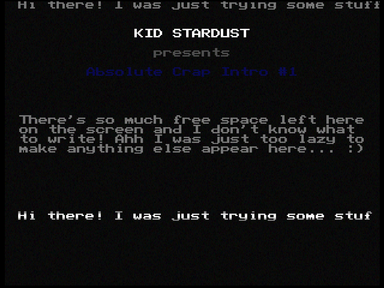 Hi there! I was just trying some stuff
KID STARDUST
presents
Absolute Crap Intro #1
There's so much free space left here
on the screen and I don't know what
to write! Ahh I was just too lazy to
make anything else appear here... :)
Hi there! I was just trying some stuf